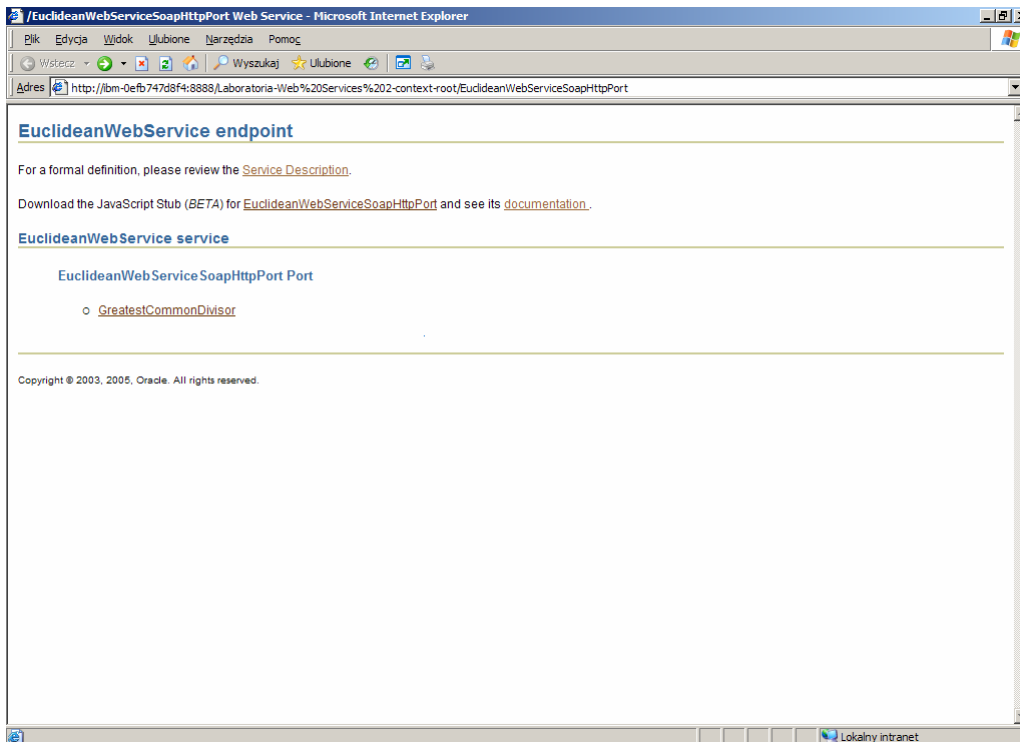 /EuclideanWebServiceSoapHttpPort Web Service - Microsoft Internet Explorer
Plik Edycja Widok Ulubione Narzędzia Pomoc
Wstecz Wyszukaj Ulubione
Adres http://ibm-0efb747d8f4:8888/Laboratoria-Web%20Services%202-context-root/EuclideanWebServiceSoapHttpPort
EuclideanWebService endpoint
For a formal definition, please review the Service Description.
Download the JavaScript Stub (BETA) for EuclideanWebServiceSoapHttpPort and see its documentation .
EuclideanWebService service
EuclideanWebServiceSoapHttpPort Port
GreatestCommonDivisor
Copyright © 2003, 2005, Oracle. All rights reserved.
Lokalny intranet